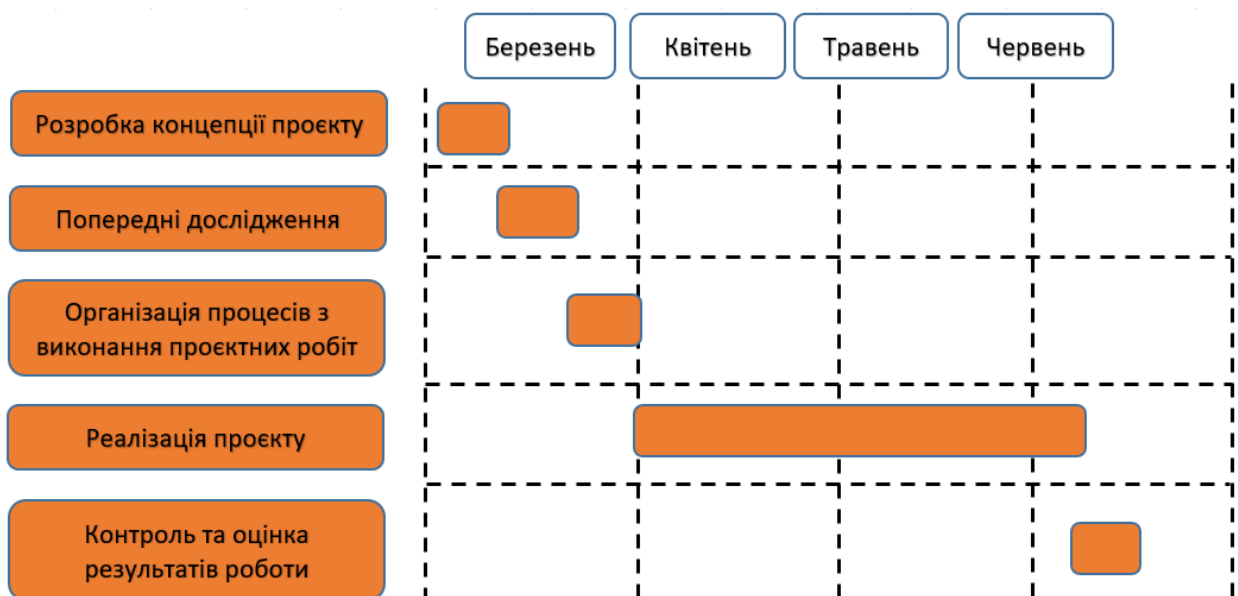 Березень
Квітень
Травень
Червень
Розробка концепції проєкту
Попередні дослідження
Організація процесів з
виконання проєктних робіт
Реалізація проєкту
Контроль та оцінка
результатів роботи